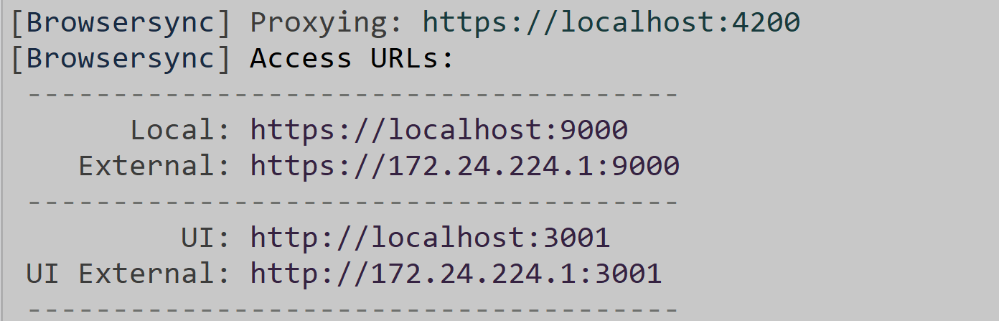 [Browsersync] Proxying: https://localhost:4200
[Browsersync] Access URLs:
--------------------------------------
Local: https://localhost:9000
External: https://172.24.224.1:9000
--------------------------------------
UI: http://localhost:3001
UI External: http://172.24.224.1:3001
--------------------------------------